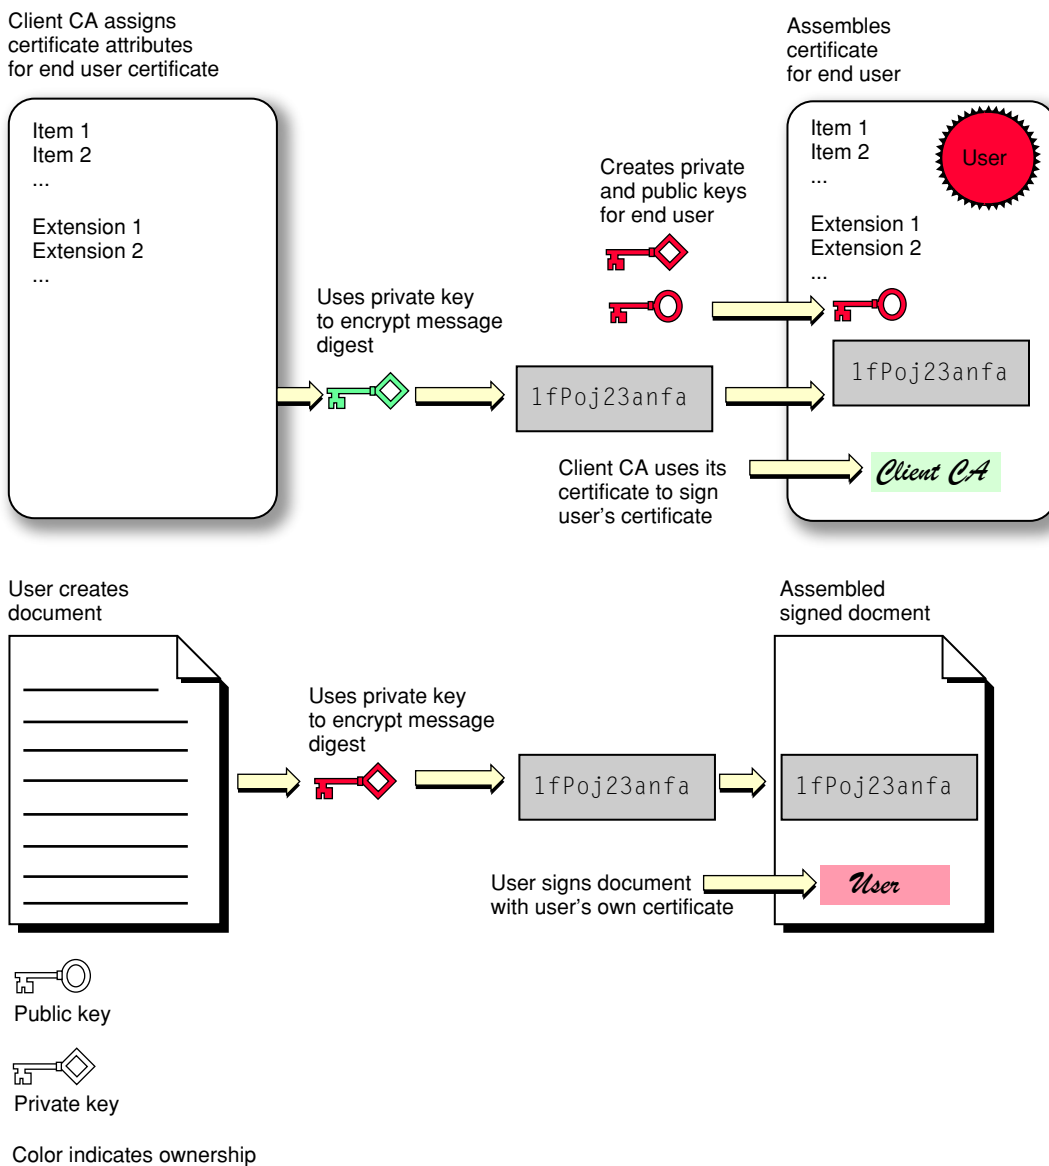 Client CA assigns
certificate attributes
for end user certificate
Item 1
Item 2
...
Extension 1
Extension 2
...
Uses private key
to encrypt message
digest
Creates private
and public keys
for end user
1fPoj23anfa
Client CA uses its
certificate to sign
user’s certificate
Assembles
certificate
for end user
Item 1
Item 2
...
User
Extension 1
Extension 2
...
1fPoj23anfa
Client CA
User creates
document
Uses private key
to encrypt message
digest
1fPoj23anfa
User signs document
with user’s own certificate
Assembled
signed docment
1fPoj23anfa
User
Public key
Private key
Color indicates ownership